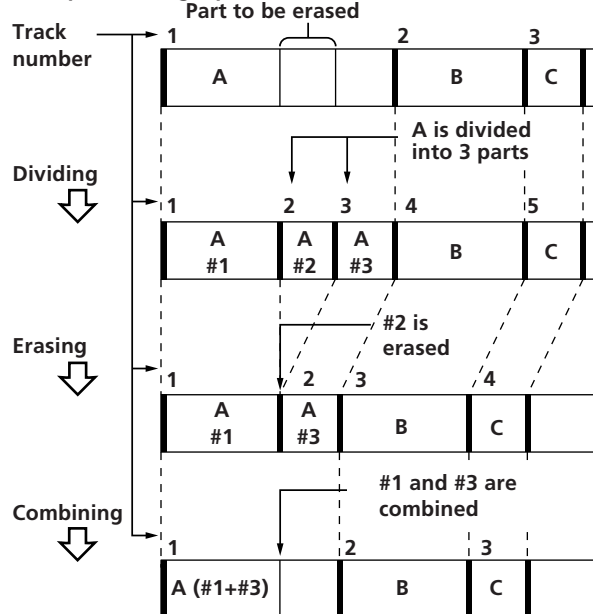 Part to be erased
Track
number
1 2 3
A B C
A is divided
into 3 parts
Dividing
1 2 3 4 5
A
#1
A
#2
A
#3
B C
#2 is
erased
Erasing
1 2 3 4
A
#1
A
#3
B C
#1 and #3 are
combined
Combining
1 2 3
A (#1+#3) B C